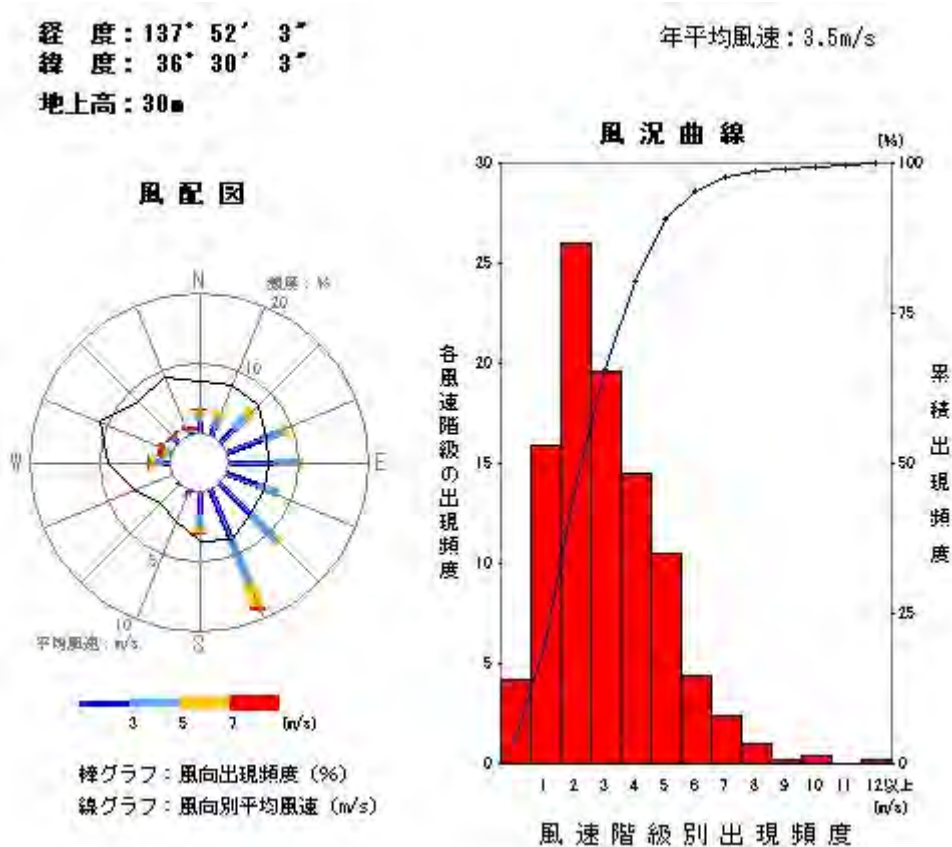 経 度：137° 52′ 3″
緯 度： 36° 30′ 3″
地上高：30m
年平均風速：3.5m/s
風 配 図
N
頻度：%
20
10
W
E
5
10
S
平均風速：m/s
3 5 7 (m/s)
棒グラフ：風向出現頻度（%）
線グラフ：風向別平均風速（m/s）
風 況 曲 線
(%)
30
25
20
15
10
5
0
100
75
50
25
0
各風速階級の出現頻度
累積出現頻度
1 2 3 4 5 6 7 8 9 10 11 12以上
(m/s)
風 速 階 級 別 出 現 頻 度